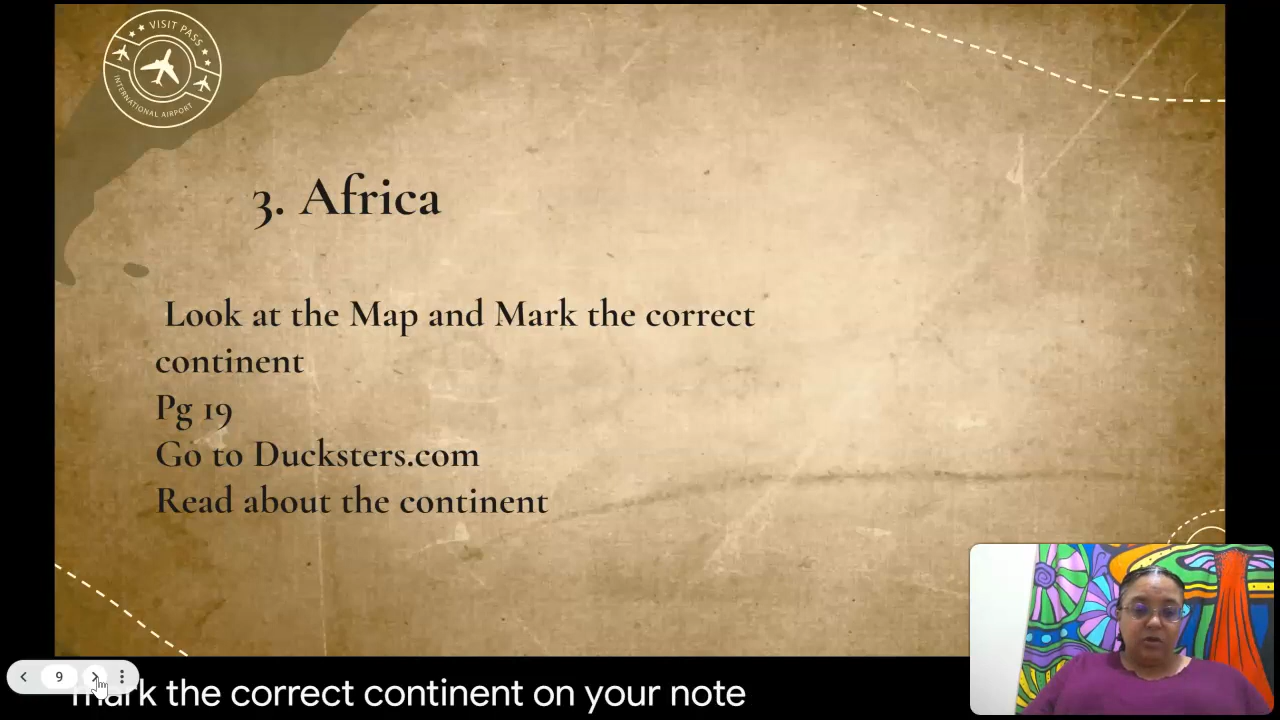 VISIT PASS
INTERNATIONAL AIRPORT
3. Africa
Look at the Map and Mark the correct
continent
Pg 19
Go to Ducksters.com
Read about the continent
9
mark the correct continent on your note